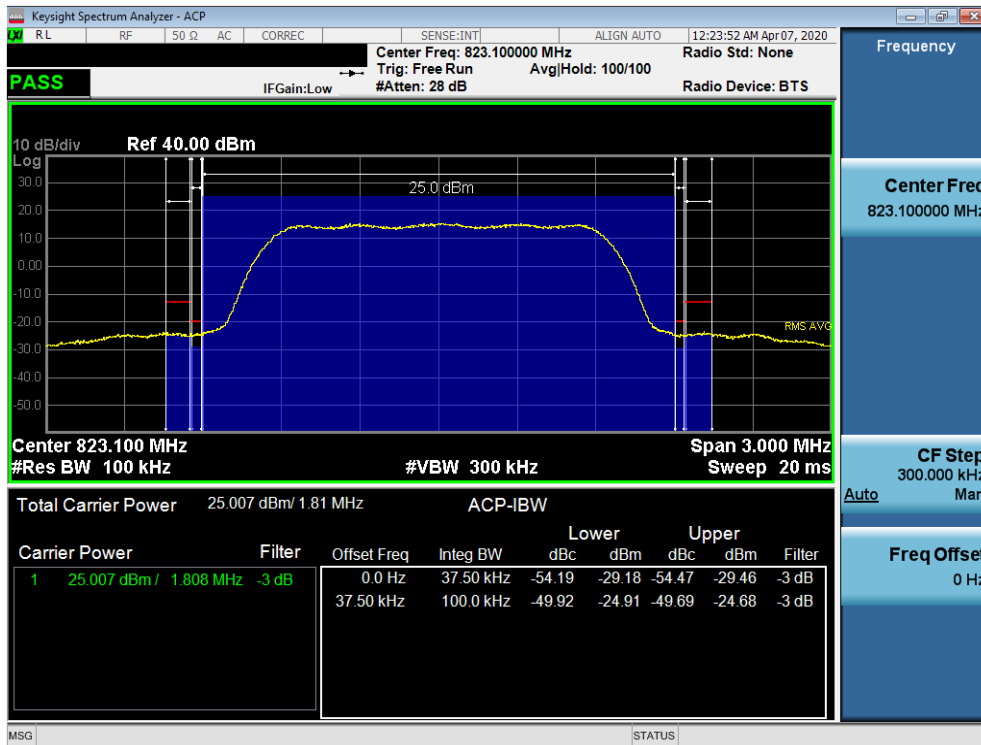 Keysight Spectrum Analyzer - ACP
LXI RL RF 50 Ω AC CORREC SENSE:INT ALIGN AUTO 12:23:52 AM Apr 07, 2020
Center Freq: 823.100000 MHz Radio Std: None
Trig: Free Run Avg|Hold: 100/100
PASS IFGain:Low #Atten: 28 dB Radio Device: BTS
10 dB/div Ref 40.00 dBm
Log
30.0
25.0 dBm
20.0
10.0
0.00
-10.0
-20.0
RMS AVG
-30.0
-40.0
-50.0
Center 823.100 MHz Span 3.000 MHz
#Res BW 100 kHz #VBW 300 kHz Sweep 20 ms
Total Carrier Power 25.007 dBm/ 1.81 MHz ACP-IBW
Lower Upper
Carrier Power Filter Offset Freq Integ BW dBc dBm dBc dBm Filter
1 25.007 dBm / 1.808 MHz -3 dB 0.0 Hz 37.50 kHz -54.19 -29.18 -54.47 -29.46 -3 dB
37.50 kHz 100.0 kHz -49.92 -24.91 -49.69 -24.68 -3 dB
MSG STATUS
Frequency
Center Freq
823.100000 MHz
CF Step
300.000 kHz
Auto Man
Freq Offset
0 Hz